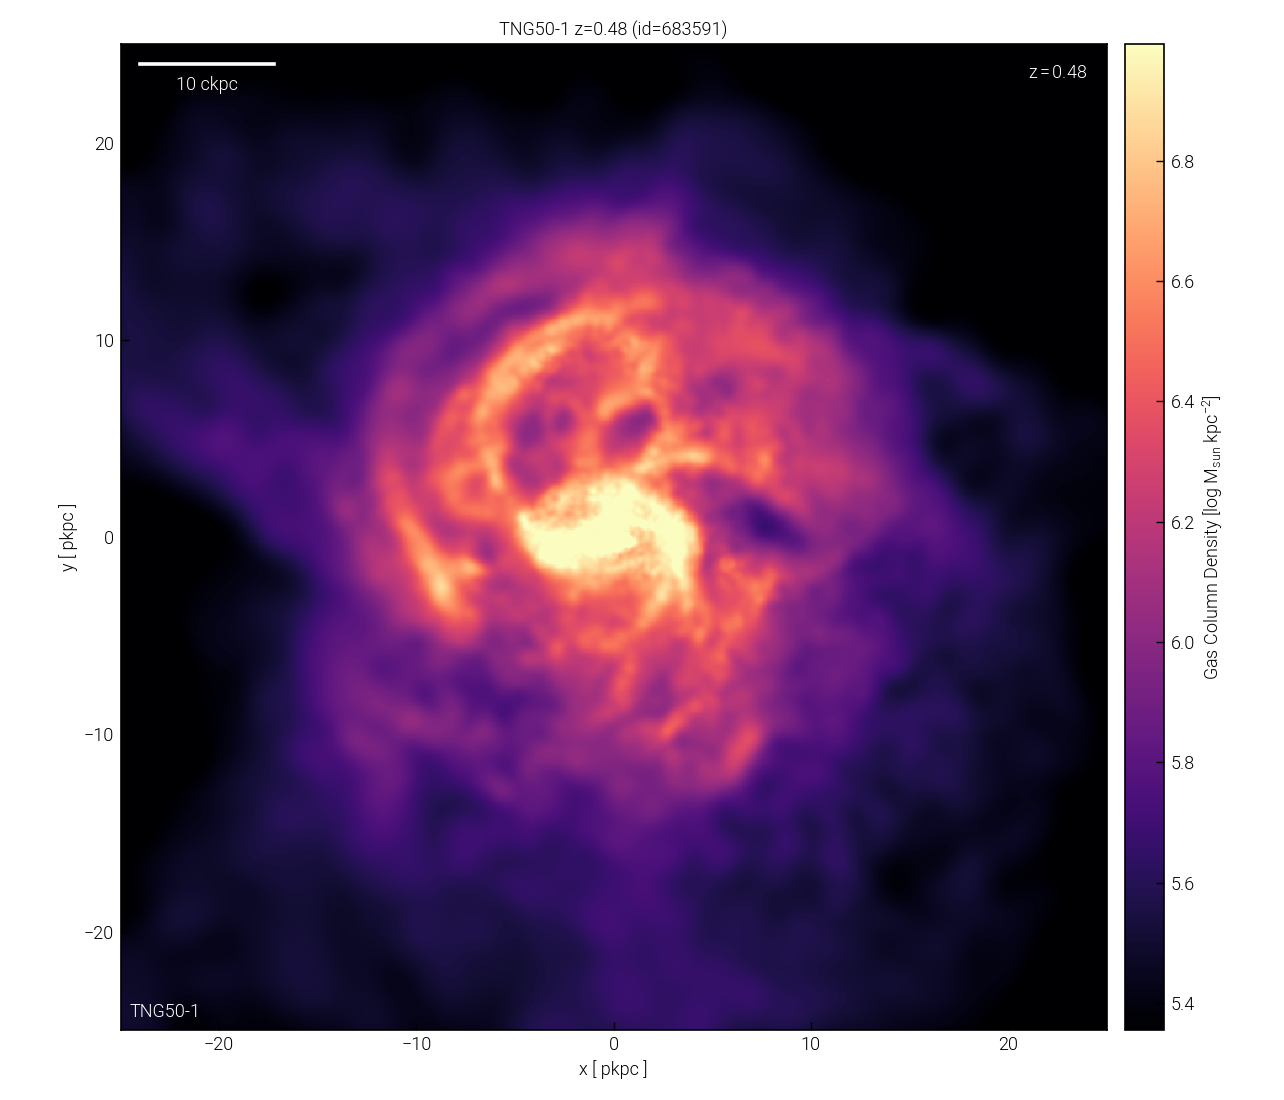 TNG50-1 z=0.48 (id=683591)
10 ckpc
z = 0.48
TNG50-1
20
10
0
−10
−20
y [ pkpc ]
−20
−10
0
10
20
x [ pkpc ]
6.8
6.6
6.4
6.2
6.0
5.8
5.6
5.4
Gas Column Density [log M_sun kpc^−2]